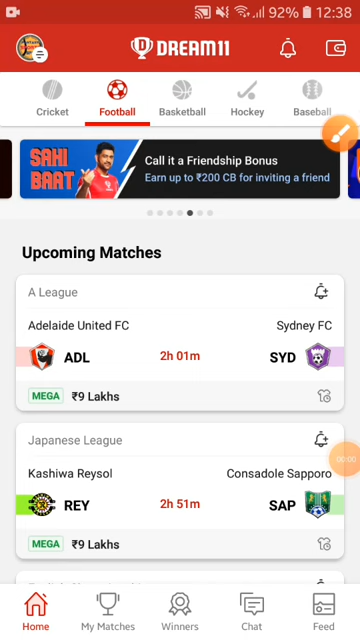 92% 12:38
DREAM11
Cricket Football Basketball Hockey Baseball
SAHI
BAAT
Call it a Friendship Bonus
Earn up to ₹200 CB for inviting a friend
Upcoming Matches
A League
Adelaide United FC Sydney FC
ADL 2h 01m SYD
MEGA ₹9 Lakhs
Japanese League
00:00
Kashiwa Reysol Consadole Sapporo
REY 2h 51m SAP
MEGA ₹9 Lakhs
Home My Matches Winners Chat Feed